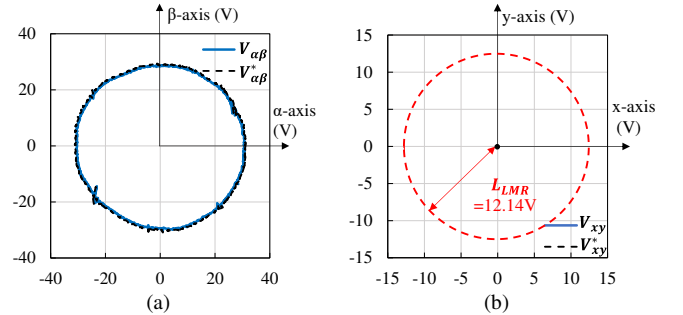 β-axis (V)
40
V_αβ
V*_αβ
20
α-axis
(V)
0
-20
-40
-40 -20 0 20 40
(a)
y-axis (V)
15
10
5
x-axis
(V)
0
L_LMR
=12.14V
-5
-10
V_xy
V*_xy
-15
-15 -10 -5 0 5 10 15
(b)